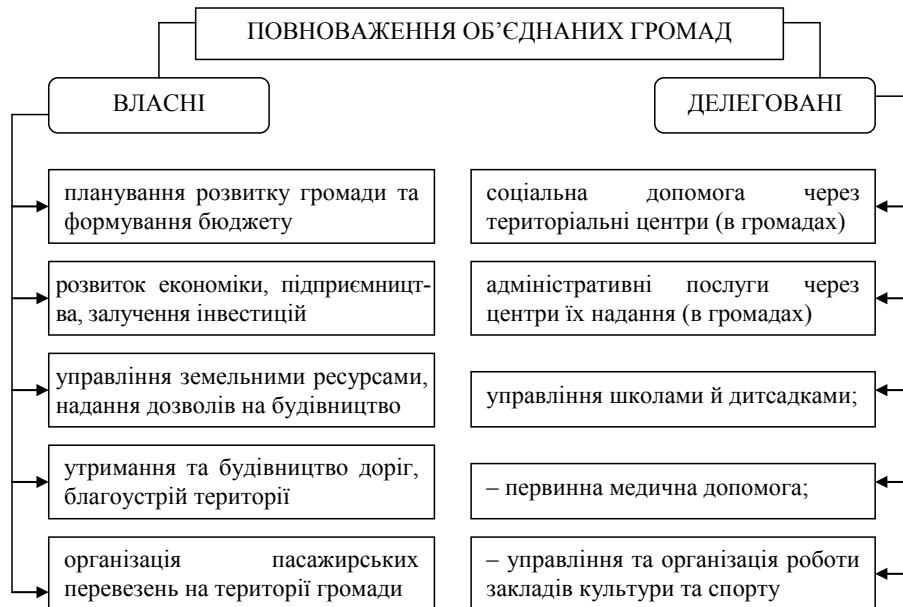 ПОВНОВАЖЕННЯ ОБ’ЄДНАНИХ ГРОМАД
ВЛАСНІ
ДЕЛЕГОВАНІ
планування розвитку громади та
формування бюджету
розвиток економіки, підприємницт-
ва, залучення інвестицій
управління земельними ресурсами,
надання дозволів на будівництво
утримання та будівництво доріг,
благоустрій території
організація пасажирських
перевезень на території громади
соціальна допомога через
територіальні центри (в громадах)
адміністративні послуги через
центри їх надання (в громадах)
управління школами й дитсадками;
– первинна медична допомога;
– управління та організація роботи
закладів культури та спорту